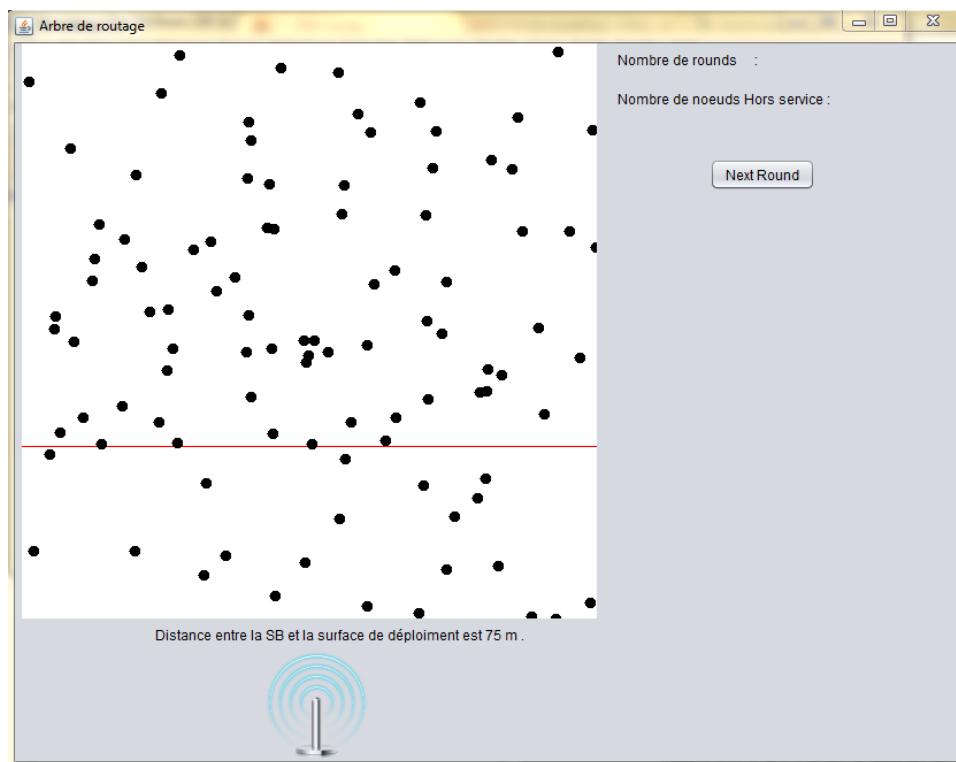 Arbre de routage
Nombre de rounds :
Nombre de noeuds Hors service :
Next Round
Distance entre la SB et la surface de déploiment est 75 m .